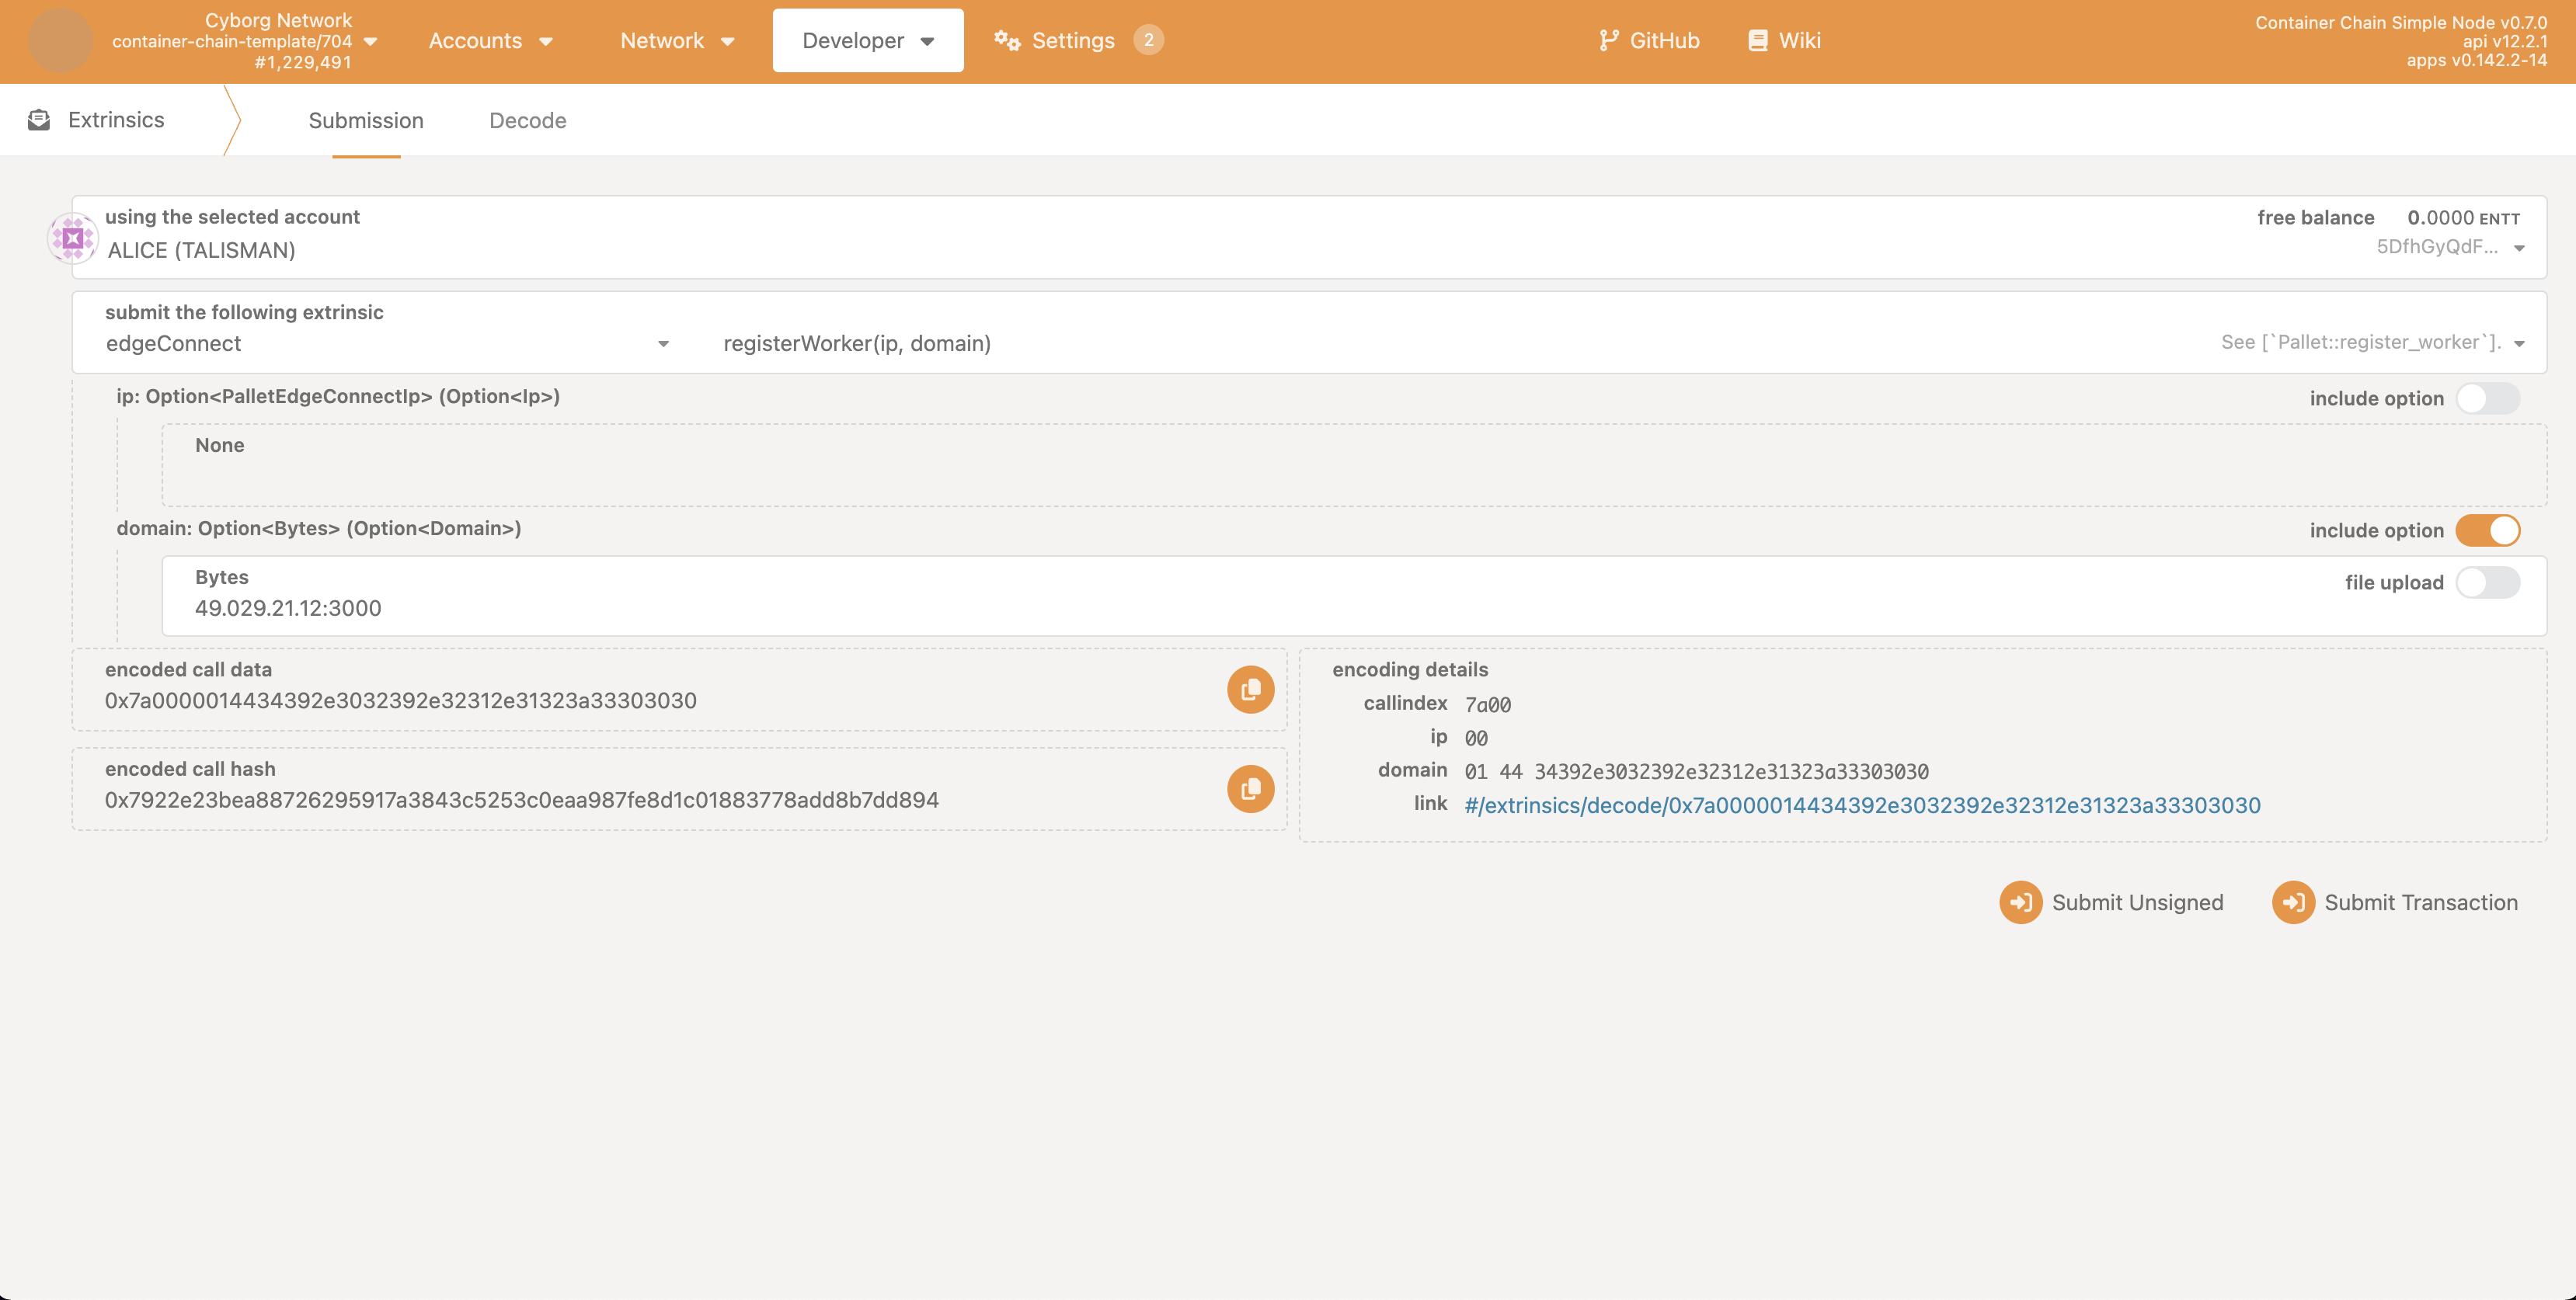 Cyborg Network
container-chain-template/704
#1,229,491
Accounts
Network
Developer
Settings 2
GitHub
Wiki
Container Chain Simple Node v0.7.0
api v12.2.1
apps v0.142.2-14
Extrinsics
Submission
Decode
using the selected account
ALICE (TALISMAN)
free balance 0.0000 ENTT
5DfhGyQdF...
submit the following extrinsic
edgeConnect
registerWorker(ip, domain)
See [`Pallet::register_worker`].
ip: Option<PalletEdgeConnectIp> (Option<Ip>)
include option
None
domain: Option<Bytes> (Option<Domain>)
include option
Bytes
49.029.21.12:3000
file upload
encoded call data
0x7a0000014434392e3032392e32312e31323a33303030
encoded call hash
0x7922e23bea88726295917a3843c5253c0eaa987fe8d1c01883778add8b7dd894
encoding details
callindex 7a00
ip 00
domain 01 44 34392e3032392e32312e31323a33303030
link #/extrinsics/decode/0x7a0000014434392e3032392e32312e31323a33303030
Submit Unsigned
Submit Transaction